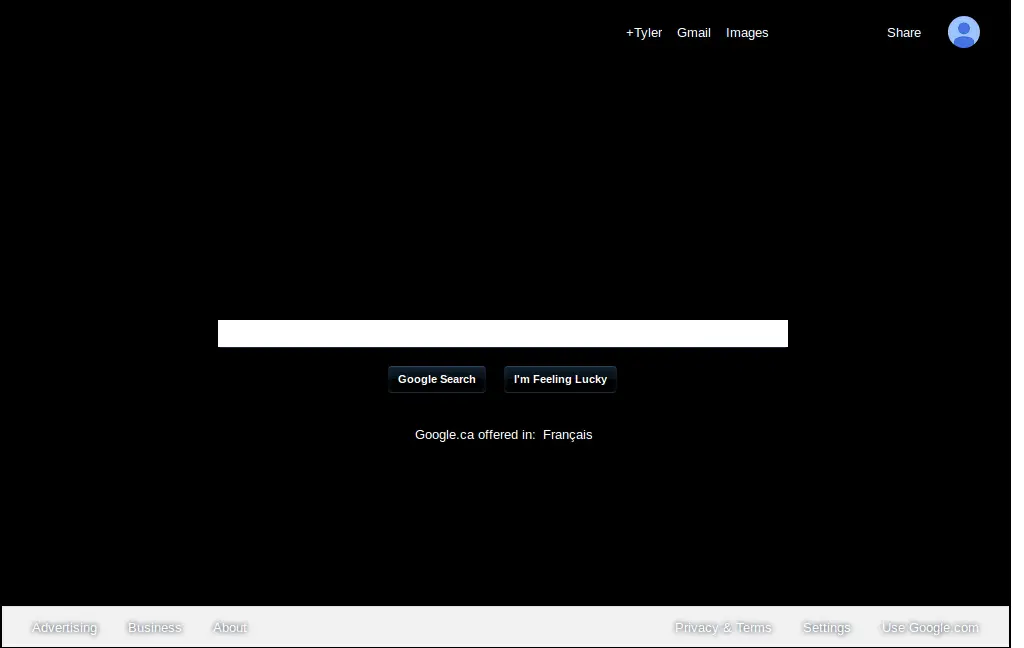 +Tyler Gmail Images Share
Google Search I'm Feeling Lucky
Google.ca offered in: Français
Advertising Business About Privacy & Terms Settings Use Google.com